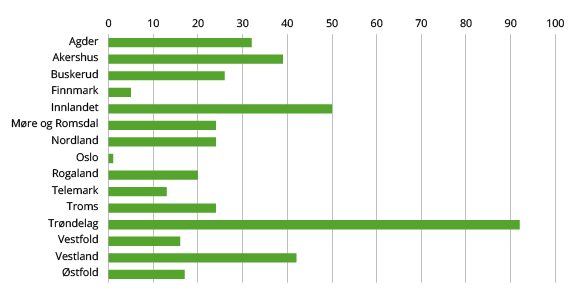 0 10 20 30 40 50 60 70 80 90 100
Agder
Akershus
Buskerud
Finnmark
Innlandet
Møre og Romsdal
Nordland
Oslo
Rogaland
Telemark
Troms
Trøndelag
Vestfold
Vestland
Østfold